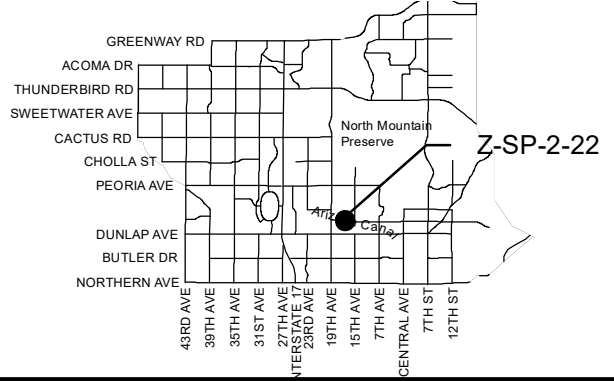 GREENWAY RD
ACOMA DR
THUNDERBIRD RD
SWEETWATER AVE
CACTUS RD
CHOLLA ST
PEORIA AVE
DUNLAP AVE
BUTLER DR
NORTHERN AVE
North Mountain
Preserve
Z-SP-2-22
Canal
43RD AVE
39TH AVE
35TH AVE
31ST AVE
27TH AVE
NTERSTATE 17
23RD AVE
19TH AVE
15TH AVE
7TH AVE
CENTRAL AVE
7TH ST
12TH ST